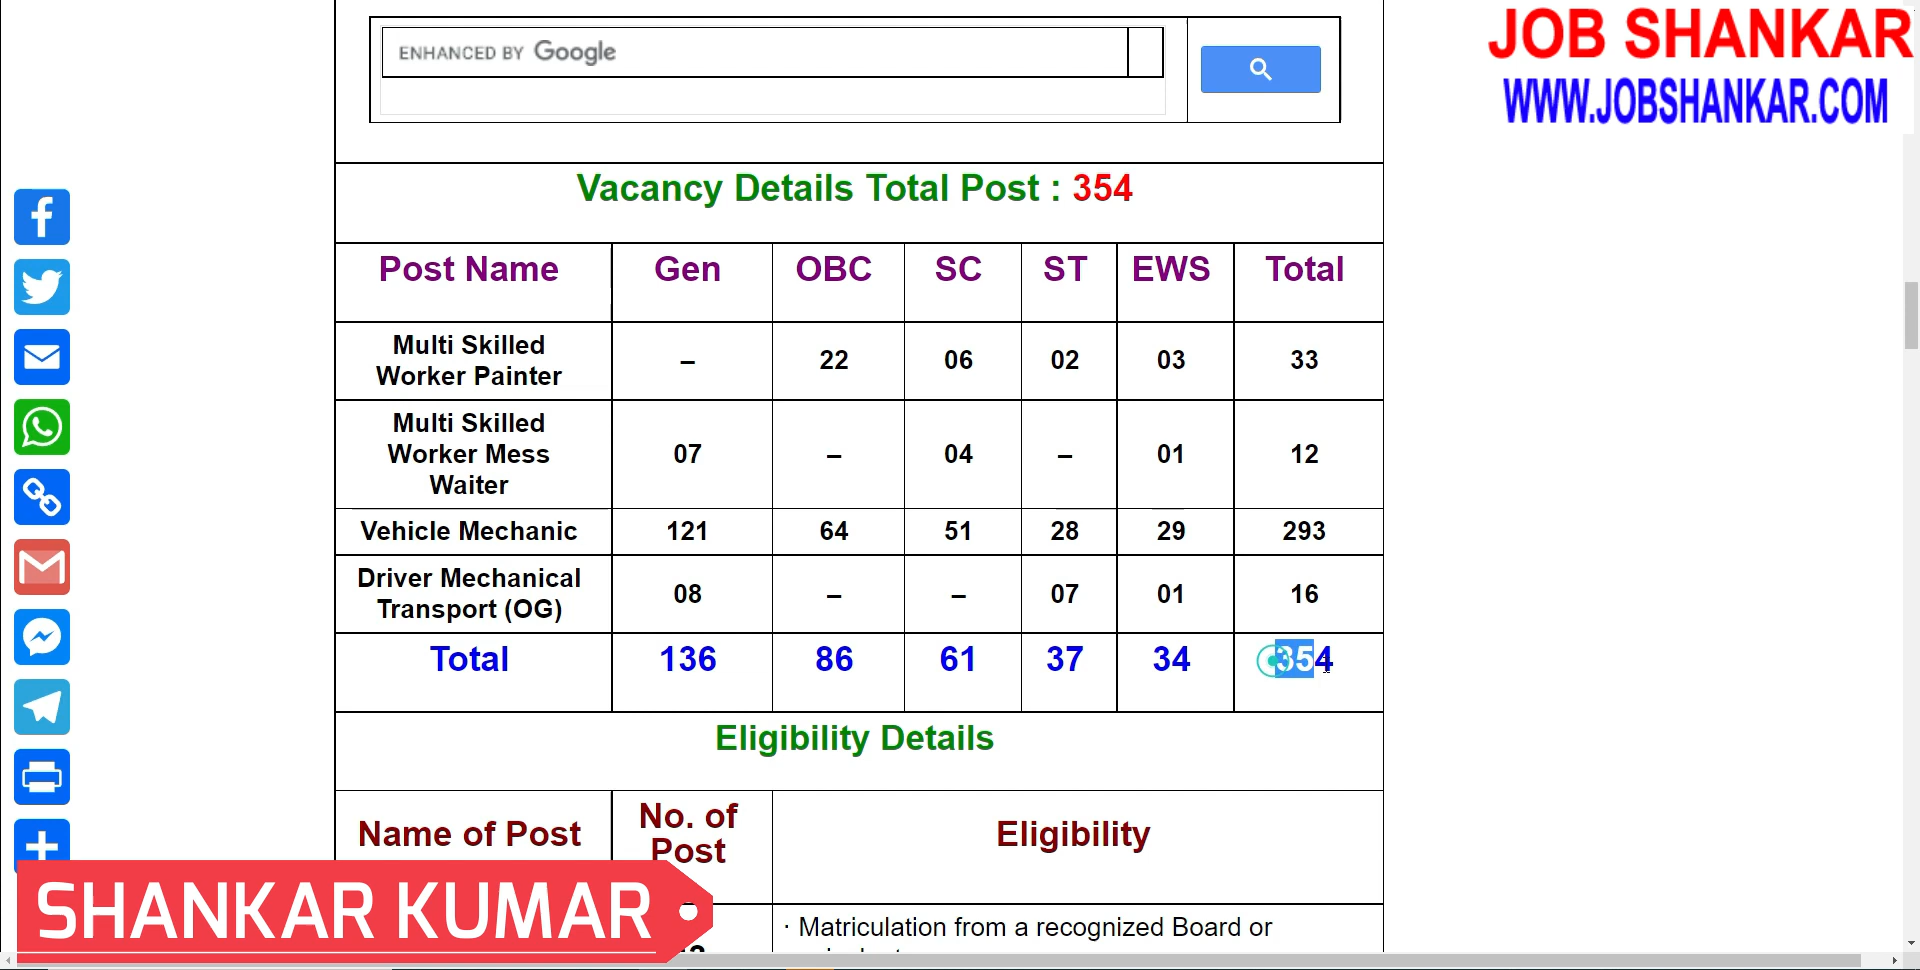 JOB SHANKAR
WWW.JOBSHANKAR.COM
ENHANCED BY Google
Vacancy Details Total Post : 354
Post Name Gen OBC SC ST EWS Total
Multi Skilled
Worker Painter – 22 06 02 03 33
Multi Skilled
Worker Mess
Waiter 07 – 04 – 01 12
Vehicle Mechanic 121 64 51 28 29 293
Driver Mechanical
Transport (OG) 08 – – 07 01 16
Total 136 86 61 37 34 354
Eligibility Details
Name of Post No. of
Post Eligibility
· Matriculation from a recognized Board or
SHANKAR KUMAR